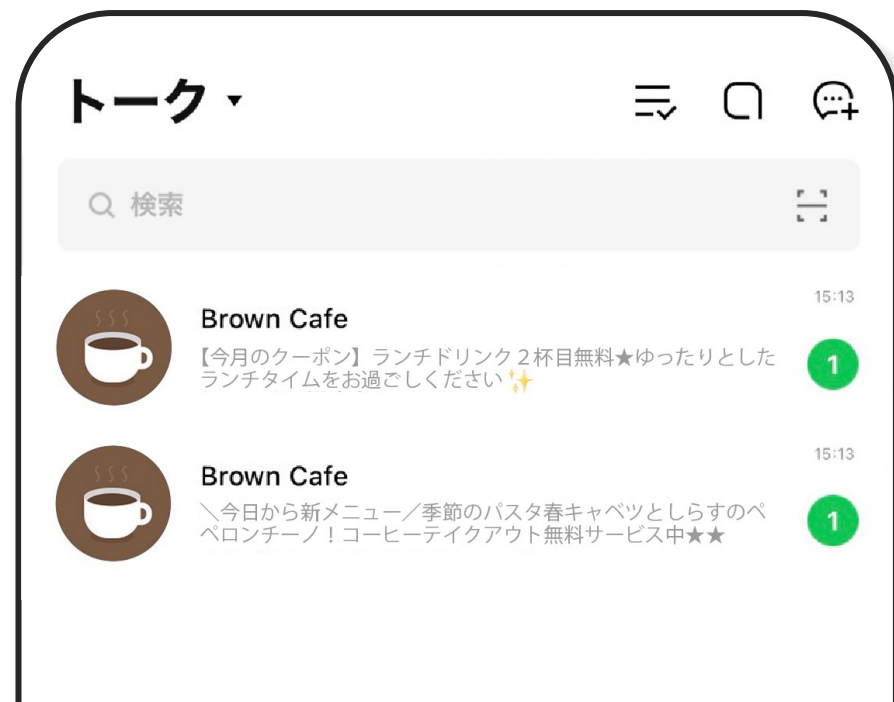 トーク
検索
Brown Cafe
15:13
【今月のクーポン】ランチドリンク２杯目無料★ゆったりとした
ランチタイムをお過ごしください✨
1
Brown Cafe
15:13
＼今日から新メニュー／季節のパスタ春キャベツとしらすのペ
ペロンチーノ！コーヒーテイクアウト無料サービス中★★
1